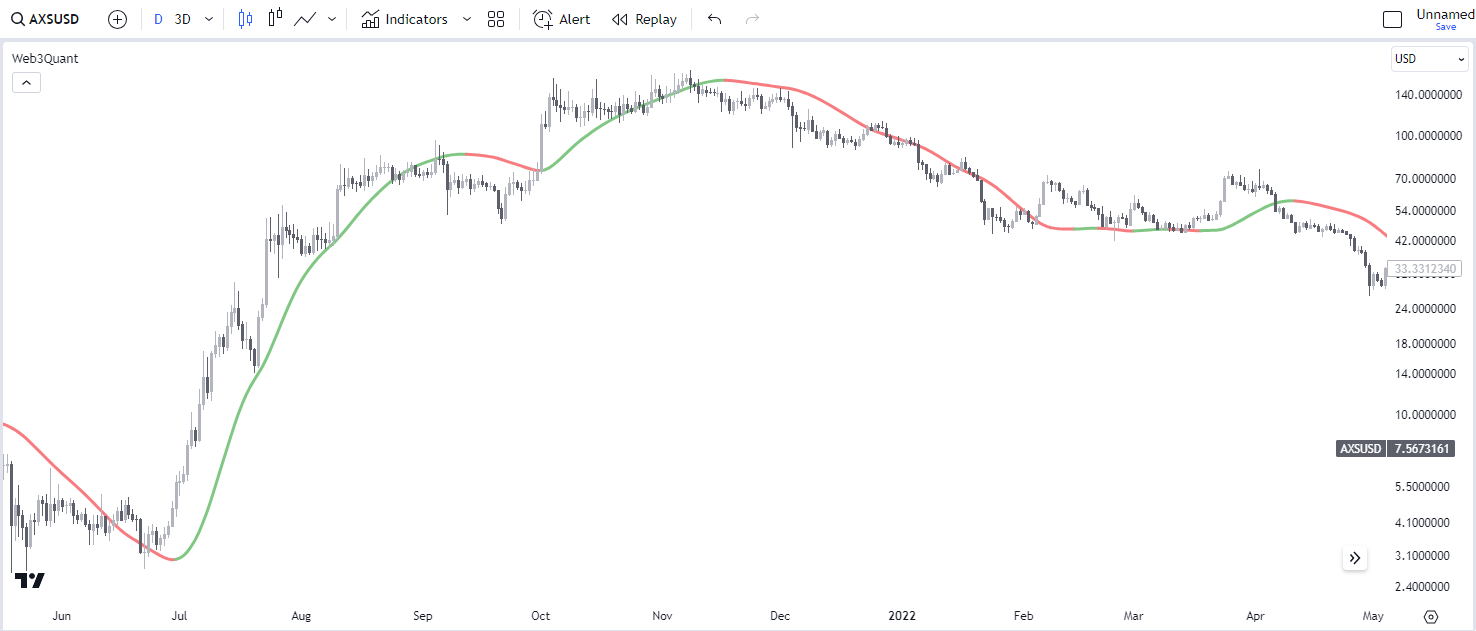 AXSUSD D 3D Indicators Alert Replay Unnamed
Save
Web3Quant
USD
140.0000000
100.0000000
70.0000000
54.0000000
42.0000000
33.3312340
24.0000000
18.0000000
14.0000000
10.0000000
AXSUSD 7.5673161
5.5000000
4.1000000
3.1000000
2.4000000
Jun Jul Aug Sep Oct Nov Dec 2022 Feb Mar Apr May